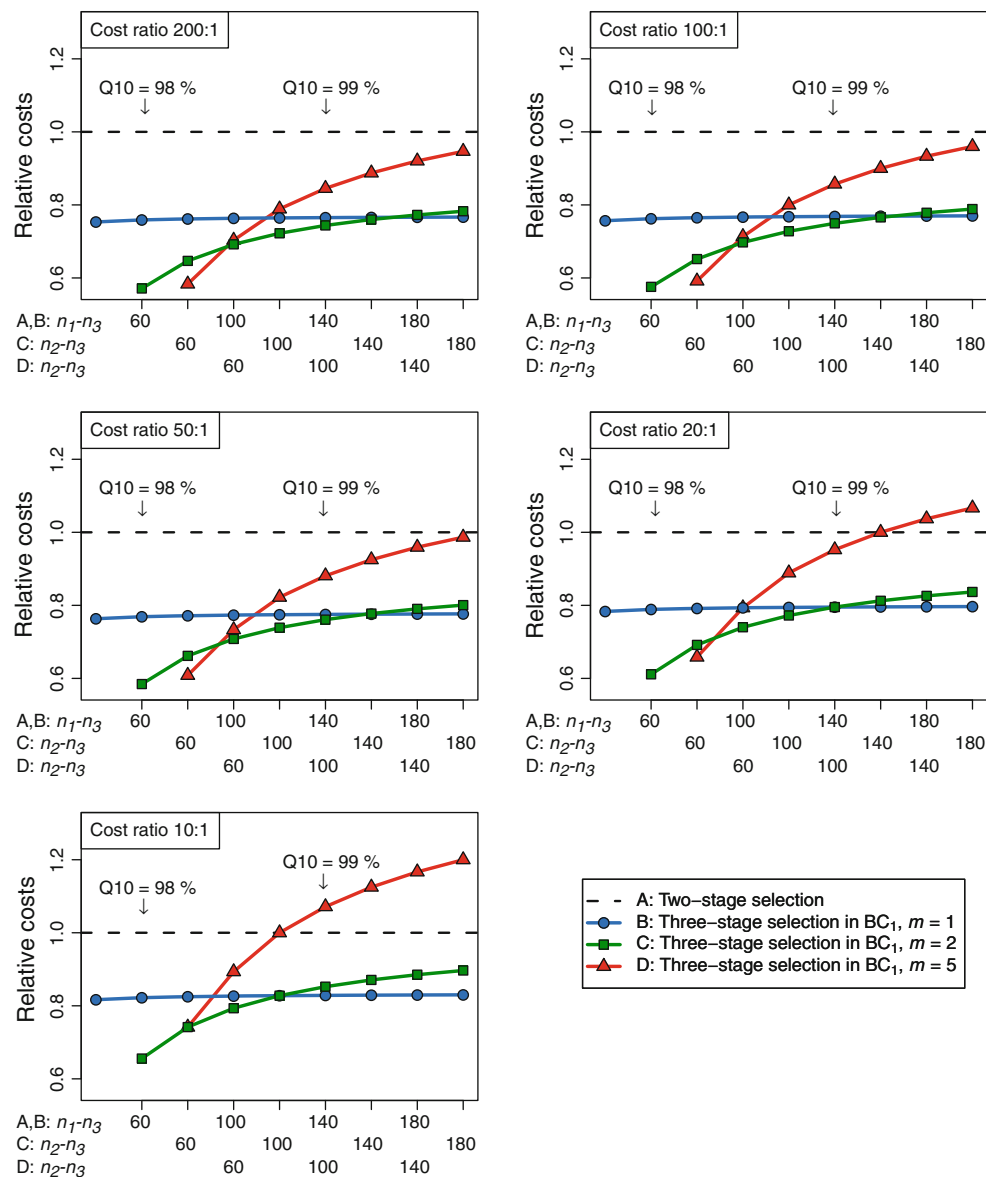 Cost ratio 200:1
Relative costs
1.2
1.0
0.8
0.6
Q10 = 98 %
↓
Q10 = 99 %
↓
A,B: n1-n3 60 100 140 180
C: n2-n3 60 100 140 180
D: n2-n3 60 100 140
Cost ratio 100:1
Relative costs
1.2
1.0
0.8
0.6
Q10 = 98 %
↓
Q10 = 99 %
↓
A,B: n1-n3 60 100 140 180
C: n2-n3 60 100 140 180
D: n2-n3 60 100 140
Cost ratio 50:1
Relative costs
1.2
1.0
0.8
0.6
Q10 = 98 %
↓
Q10 = 99 %
↓
A,B: n1-n3 60 100 140 180
C: n2-n3 60 100 140 180
D: n2-n3 60 100 140
Cost ratio 20:1
Relative costs
1.2
1.0
0.8
0.6
Q10 = 98 %
↓
Q10 = 99 %
↓
A,B: n1-n3 60 100 140 180
C: n2-n3 60 100 140 180
D: n2-n3 60 100 140
Cost ratio 10:1
Relative costs
1.2
1.0
0.8
0.6
Q10 = 98 %
↓
Q10 = 99 %
↓
A,B: n1-n3 60 100 140 180
C: n2-n3 60 100 140 180
D: n2-n3 60 100 140
A: Two−stage selection
B: Three−stage selection in BC1, m = 1
C: Three−stage selection in BC1, m = 2
D: Three−stage selection in BC1, m = 5